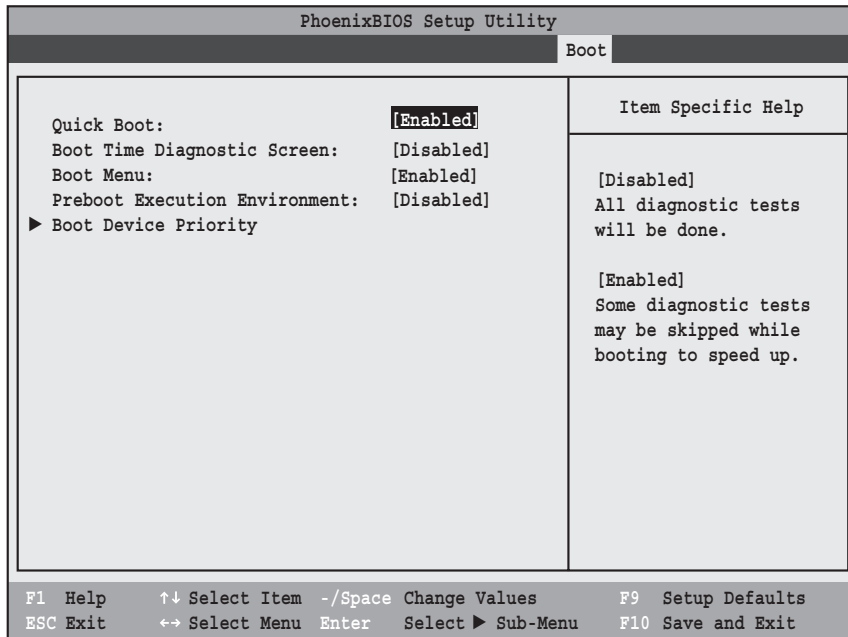 PhoenixBIOS Setup Utility
Boot
Quick Boot: [Enabled]
Boot Time Diagnostic Screen: [Disabled]
Boot Menu: [Enabled]
Preboot Execution Environment: [Disabled]
▶ Boot Device Priority
Item Specific Help
[Disabled]
All diagnostic tests
will be done.
[Enabled]
Some diagnostic tests
may be skipped while
booting to speed up.
F1 Help ↑↓ Select Item -/Space Change Values F9 Setup Defaults
ESC Exit ←→ Select Menu Enter Select ▶ Sub-Menu F10 Save and Exit